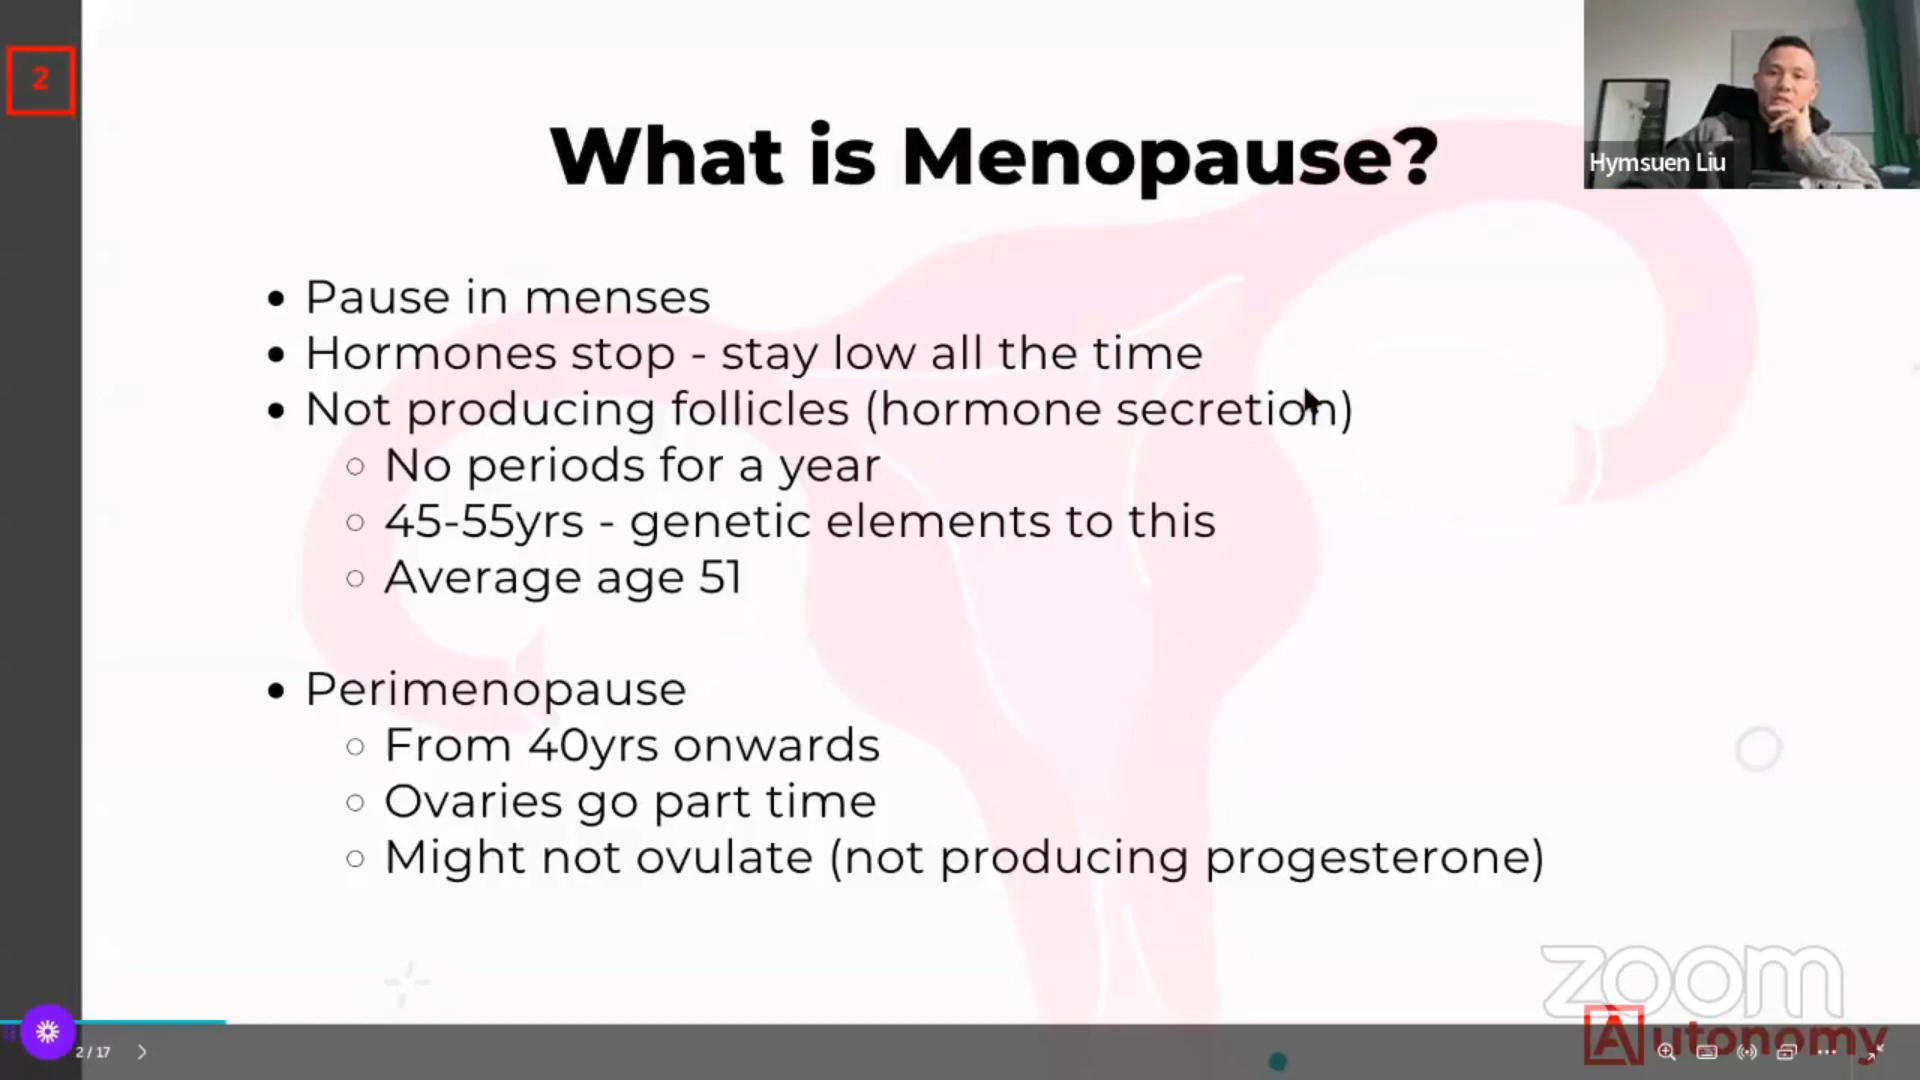 2
What is Menopause?
Hymsuen Liu
• Pause in menses
• Hormones stop - stay low all the time
• Not producing follicles (hormone secretion)
○ No periods for a year
○ 45-55yrs - genetic elements to this
○ Average age 51
• Perimenopause
○ From 40yrs onwards
○ Ovaries go part time
○ Might not ovulate (not producing progesterone)
zoom
Autonomy
2 / 17